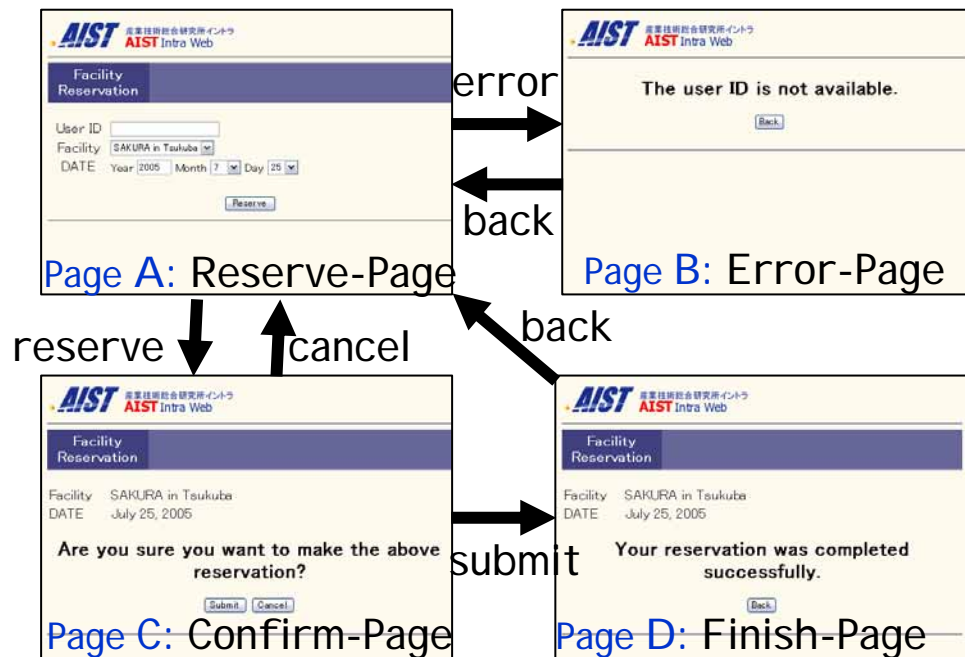 AIST 産業技術総合研究所イントラ
AIST Intra Web
Facility
Reservation
User ID
Facility SAKURA in Tsukuba
DATE Year 2005 Month 7 Day 25
Reserve
Page A: Reserve-Page
error
back
AIST 産業技術総合研究所イントラ
AIST Intra Web
The user ID is not available.
Back
Page B: Error-Page
reserve
cancel
back
AIST 産業技術総合研究所イントラ
AIST Intra Web
Facility
Reservation
Facility SAKURA in Tsukuba
DATE July 25, 2005
Are you sure you want to make the above
reservation?
Submit Cancel
Page C: Confirm-Page
submit
AIST 産業技術総合研究所イントラ
AIST Intra Web
Facility
Reservation
Facility SAKURA in Tsukuba
DATE July 25, 2005
Your reservation was completed
successfully.
Back
Page D: Finish-Page